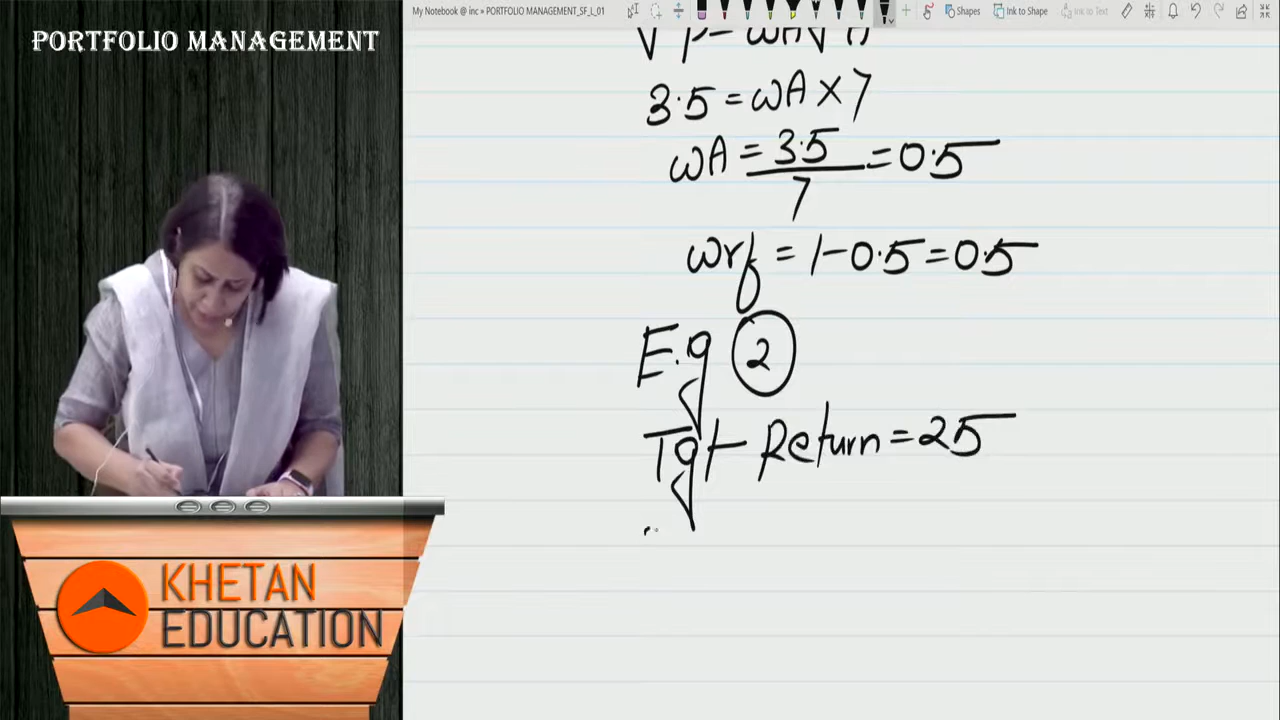 PORTFOLIO MANAGEMENT
My Notebook @ inc » PORTFOLIO MANAGEMENT_SF_L_01
Shapes
Ink to Shape
Ink to Text
3.5 = WA × 7
WA = 3.5/7 = 0.5
Wrf = 1 - 0.5 = 0.5
E.g 2
Tgt Return = 25
KHETAN
EDUCATION